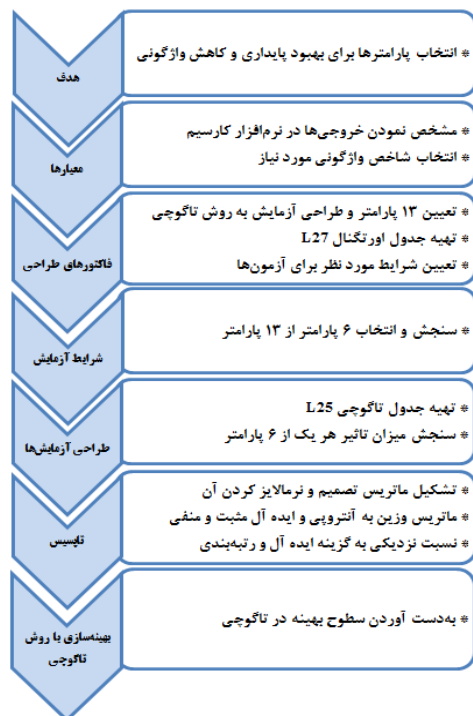 * انتخاب پارامترها برای بهبود پایداری و کاهش واژگونی
هدف
* مشخص نمودن خروجی‌ها در نرم‌افزار کارسیم
* انتخاب شاخص واژگونی مورد نیاز
معیارها
* تعیین ۱۳ پارامتر و طراحی آزمایش به روش تاگوچی
* تهیه جدول اورتگنال L27
* تعیین شرایط مورد نظر برای آزمون‌ها
فاکتورهای طراحی
* سنجش و انتخاب ۶ پارامتر از ۱۳ پارامتر
شرایط آزمایش
* تهیه جدول تاگوچی L25
* سنجش میزان تاثیر هر یک از ۶ پارامتر
طراحی آزمایش‌ها
* تشکیل ماتریس تصمیم و نرمالایز کردن آن
* ماتریس وزین به آنتروپی و ایده آل مثبت و منفی
* نسبت نزدیکی به گزینه ایده آل و رتبه‌بندی
تاپسیس
* به‌دست آوردن سطوح بهینه در تاگوچی
بهینه‌سازی با روش
تاگوچی